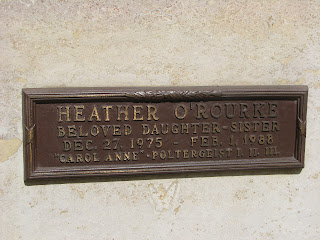 HEATHER O'ROURKE
BELOVED DAUGHTER-SISTER
DEC. 27, 1975 - FEB. 1, 1988
"CAROL ANNE" - POLTERGEIST I. II. III.